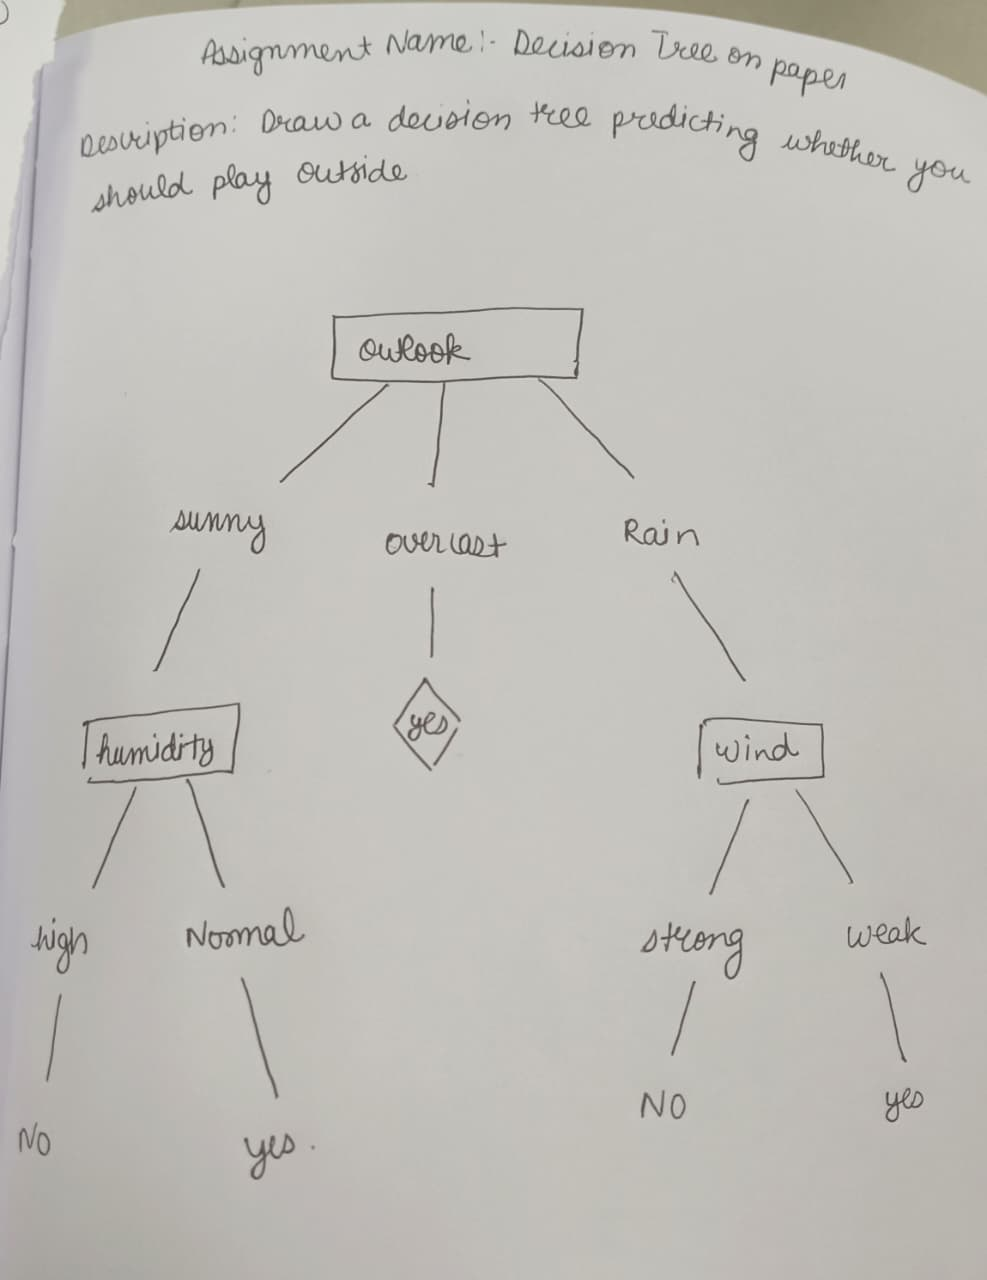 Assignment Name:- Decision Tree on paper
Description: Draw a decision tree predicting whether you
should play outside
outlook
sunny overcast Rain
humidity yes wind
high Normal strong weak
NO yes. NO yes